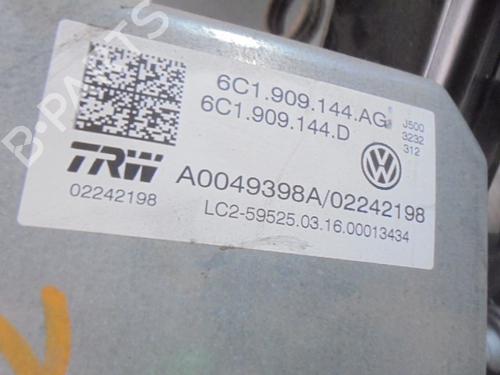 6C1.909.144.AG
6C1.909.144.D
J500
3232
312
TRW
A0049398A/02242198
02242198
LC2-59525.03.16.00013434
B-PARTS